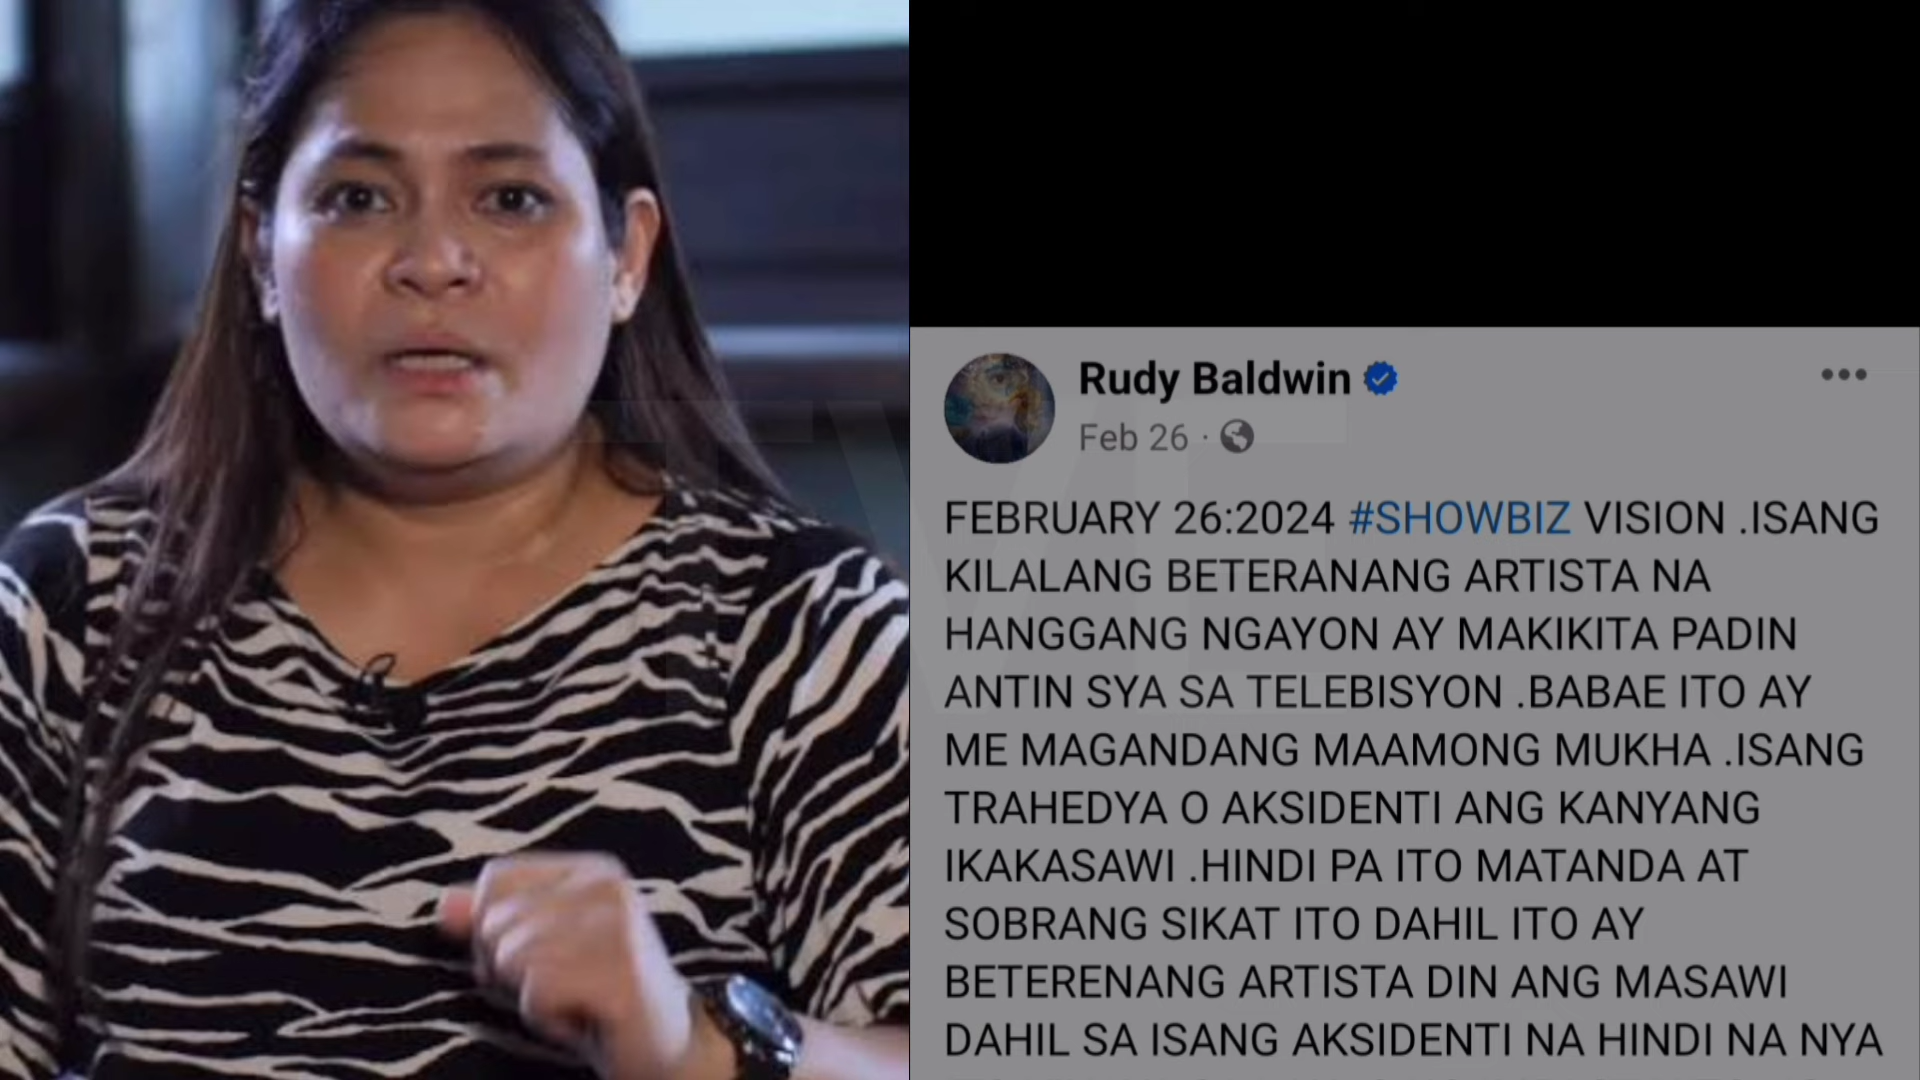 Rudy Baldwin
Feb 26 ·
FEBRUARY 26:2024 #SHOWBIZ VISION .ISANG
KILALANG BETERANANG ARTISTA NA
HANGGANG NGAYON AY MAKIKITA PADIN
ANTIN SYA SA TELEBISYON .BABAE ITO AY
ME MAGANDANG MAAMONG MUKHA .ISANG
TRAHEDYA O AKSIDENTI ANG KANYANG
IKAKASAWI .HINDI PA ITO MATANDA AT
SOBRANG SIKAT ITO DAHIL ITO AY
BETERENANG ARTISTA DIN ANG MASAWI
DAHIL SA ISANG AKSIDENTI NA HINDI NA NYA